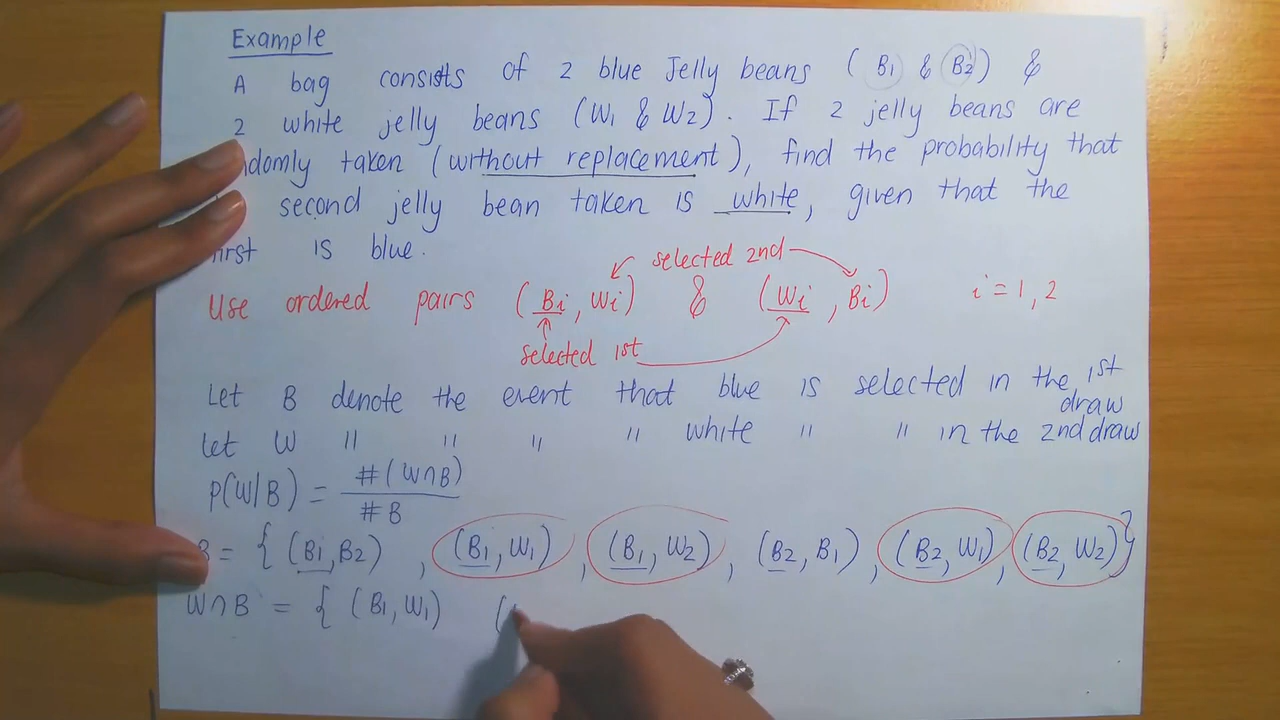 Example
A bag consists of 2 blue Jelly beans ( B1 & B2 ) &
2 white jelly beans (W1 & W2). If 2 jelly beans are
ndomly taken (without replacement), find the probability that
second jelly bean taken is white, given that the
first is blue.
selected 2nd
Use ordered pairs (Bi, Wi) & (Wi, Bi) i = 1, 2
selected 1st
Let B denote the event that blue is selected in the 1st
draw
let W " " " " white " " in the 2nd draw
P(W|B) = #(W∩B)
# B
B = { (B1, B2) , (B1, W1) , (B1, W2) , (B2, B1) , (B2, W1) , (B2, W2) }
W∩B = { (B1, W1) (